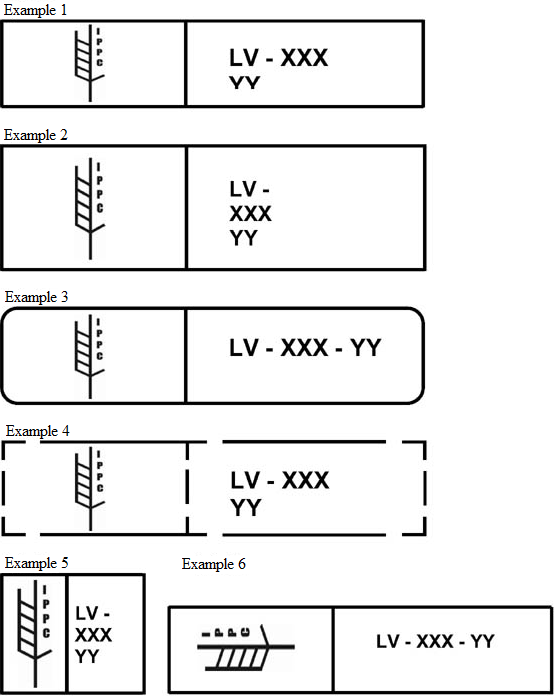 Example 1
IPPC
LV - XXX
YY
Example 2
IPPC
LV -
XXX
YY
Example 3
IPPC
LV - XXX - YY
Example 4
IPPC
LV - XXX
YY
Example 5
IPPC
LV -
XXX
YY
Example 6
IPPC
LV - XXX - YY